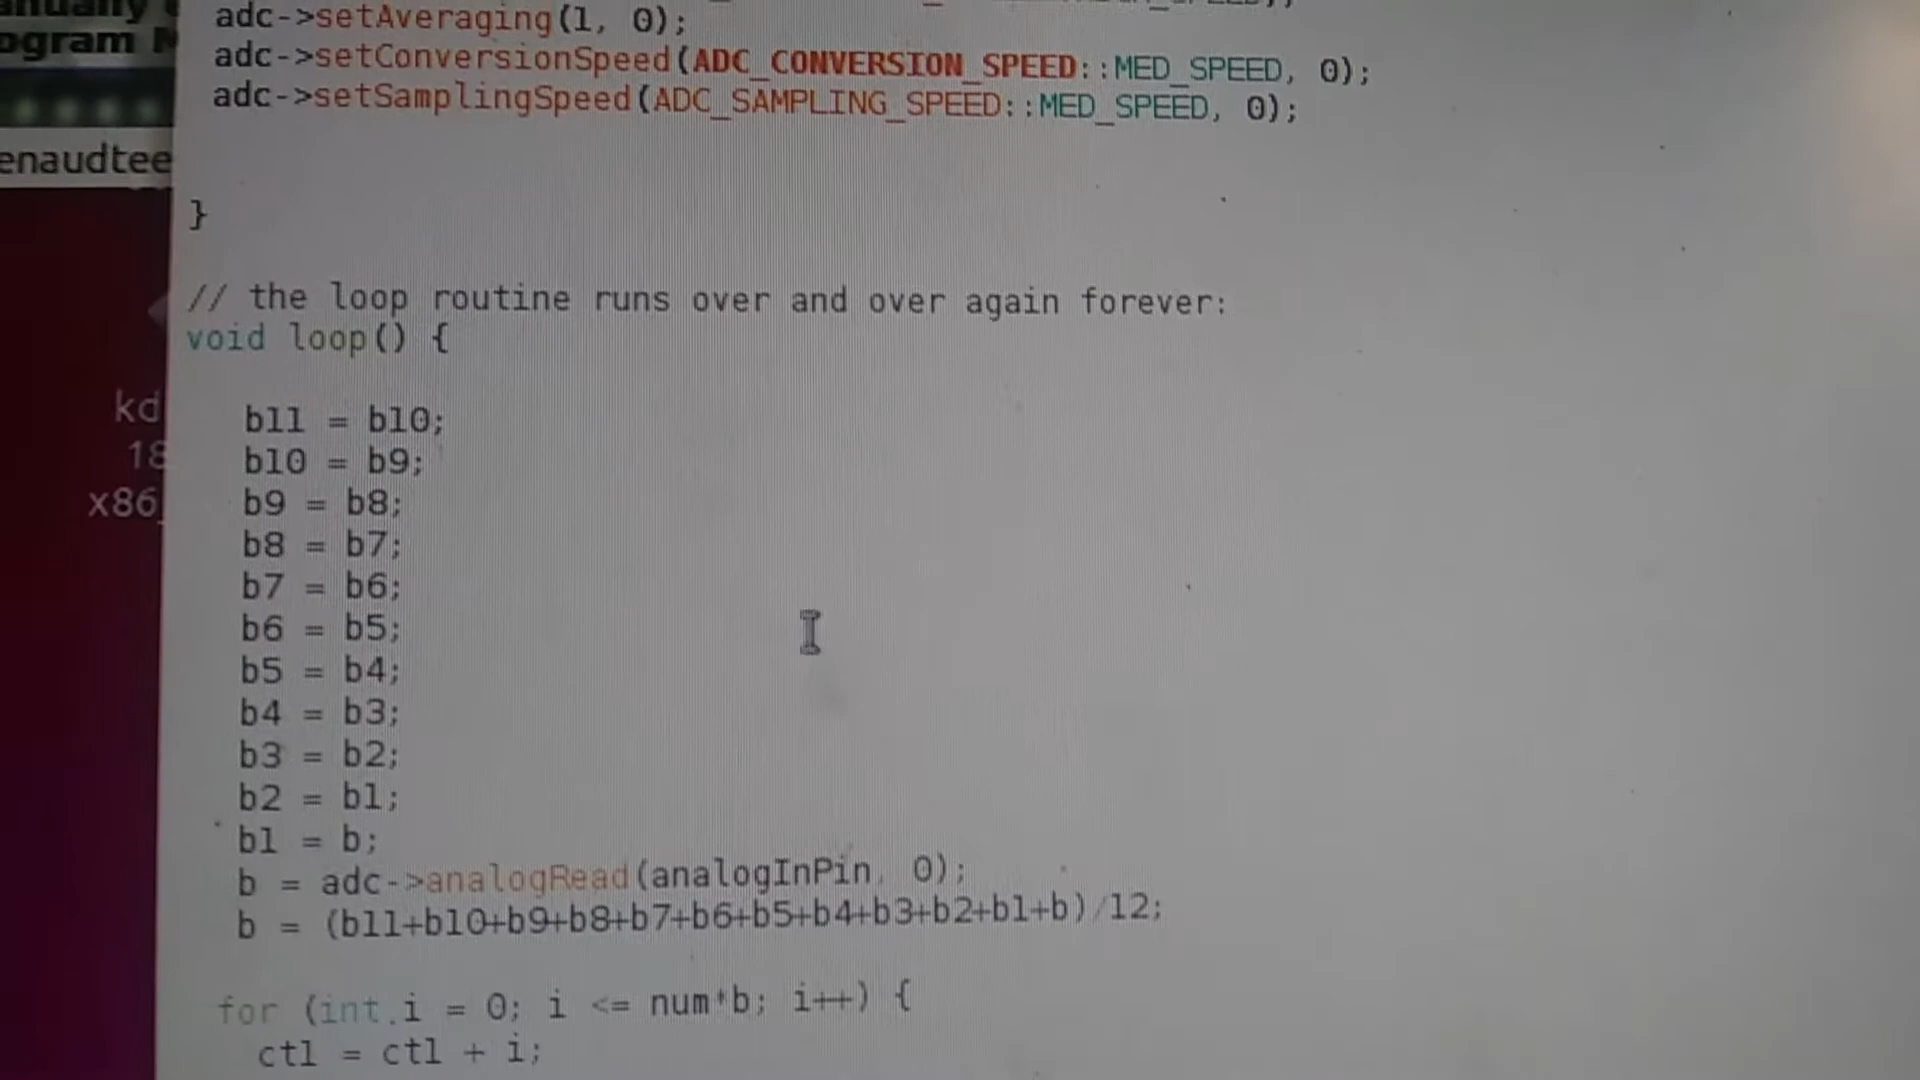 ogram M
enaudtee
kd
18
x86
adc->setAveraging(1, 0);
adc->setConversionSpeed(ADC_CONVERSION_SPEED::MED_SPEED, 0);
adc->setSamplingSpeed(ADC_SAMPLING_SPEED::MED_SPEED, 0);
}
// the loop routine runs over and over again forever:
void loop() {
b11 = b10;
b10 = b9;
b9 = b8;
b8 = b7;
b7 = b6;
b6 = b5;
b5 = b4;
b4 = b3;
b3 = b2;
b2 = b1;
b1 = b;
b = adc->analogRead(analogInPin, 0);
b = (b11+b10+b9+b8+b7+b6+b5+b4+b3+b2+b1+b)/12;
for (int i = 0; i <= num*b; i++) {
ctl = ctl + i;